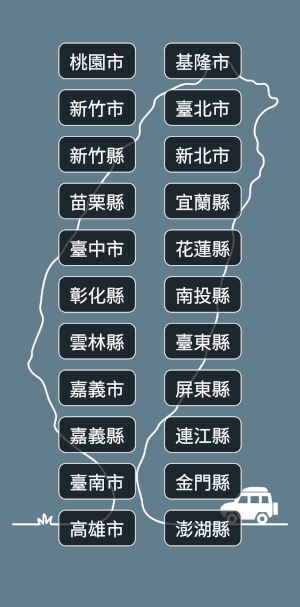 桃園市
基隆市
新竹市
臺北市
新竹縣
新北市
苗栗縣
宜蘭縣
臺中市
花蓮縣
彰化縣
南投縣
雲林縣
臺東縣
嘉義市
屏東縣
嘉義縣
連江縣
臺南市
金門縣
高雄市
澎湖縣